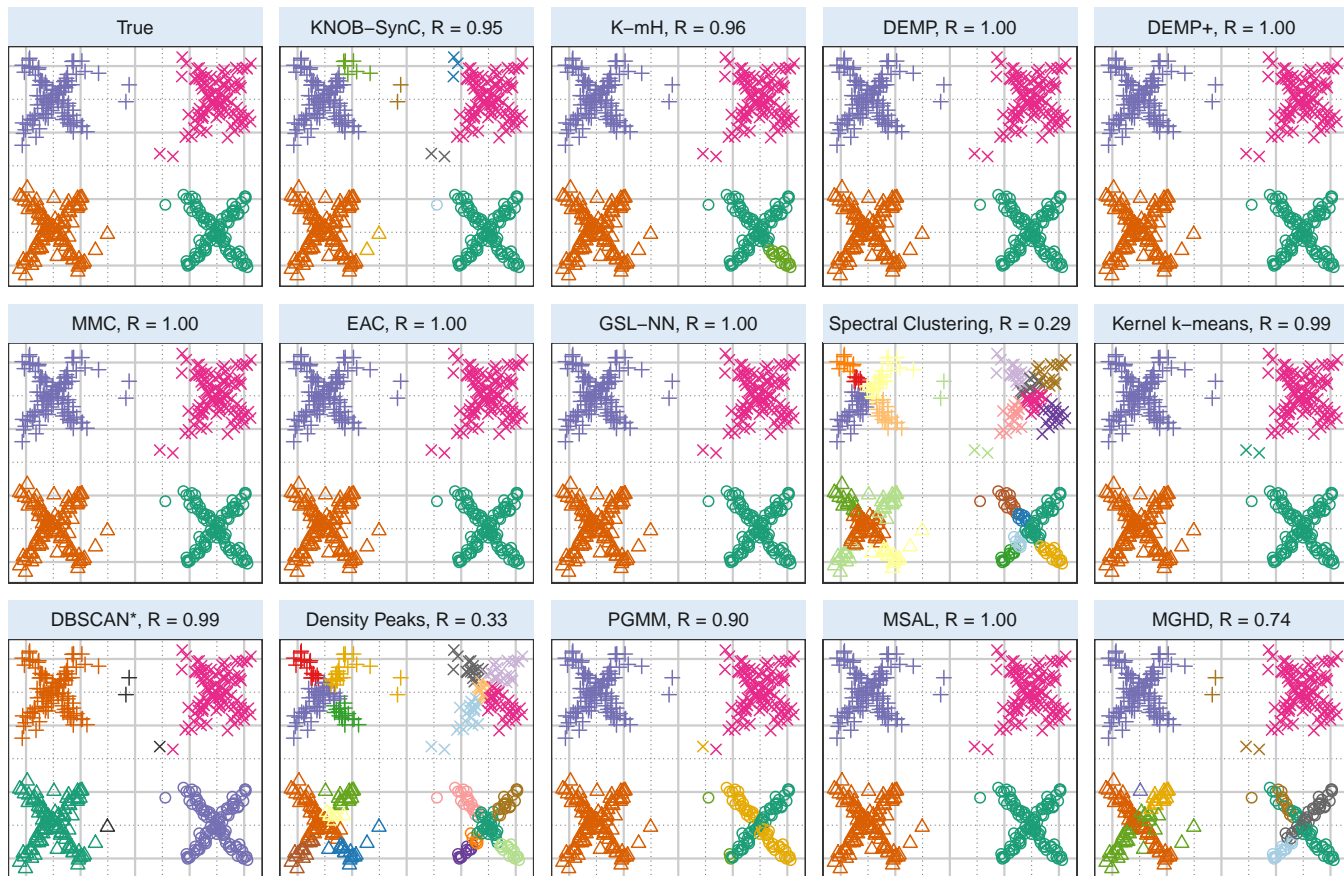 True
KNOB−SynC, R = 0.95
K−mH, R = 0.96
DEMP, R = 1.00
DEMP+, R = 1.00
MMC, R = 1.00
EAC, R = 1.00
GSL−NN, R = 1.00
Spectral Clustering, R = 0.29
Kernel k−means, R = 0.99
DBSCAN*, R = 0.99
Density Peaks, R = 0.33
PGMM, R = 0.90
MSAL, R = 1.00
MGHD, R = 0.74